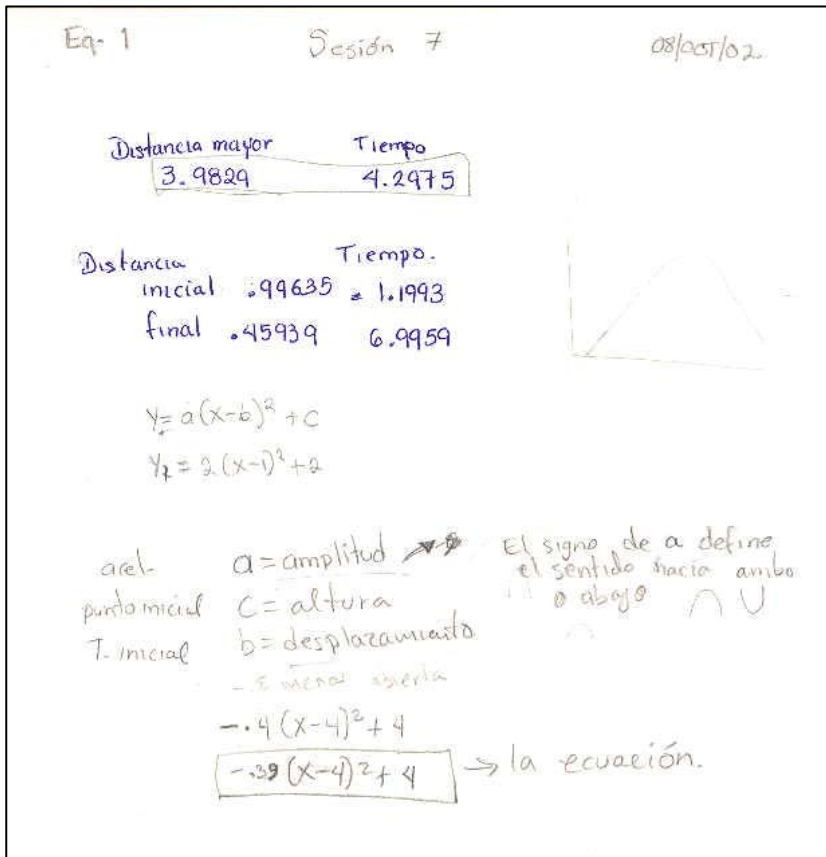 Eq- 1 Sesión 7 08/OCT/02
Distancia mayor Tiempo
3.9829 4.2975
Distancia Tiempo.
inicial .99635 1.1993
final .45939 6.9959
y = a(x-b)² + c
2(x-1)² + 2
acel. a = amplitud El signo de a define
el sentido hacia arriba
punto inicial c = altura o abajo
T. inicial b = desplazamiento
menos abierta
-.4(x-4)² + 4
-.39(x-4)² + 4 → la ecuación.